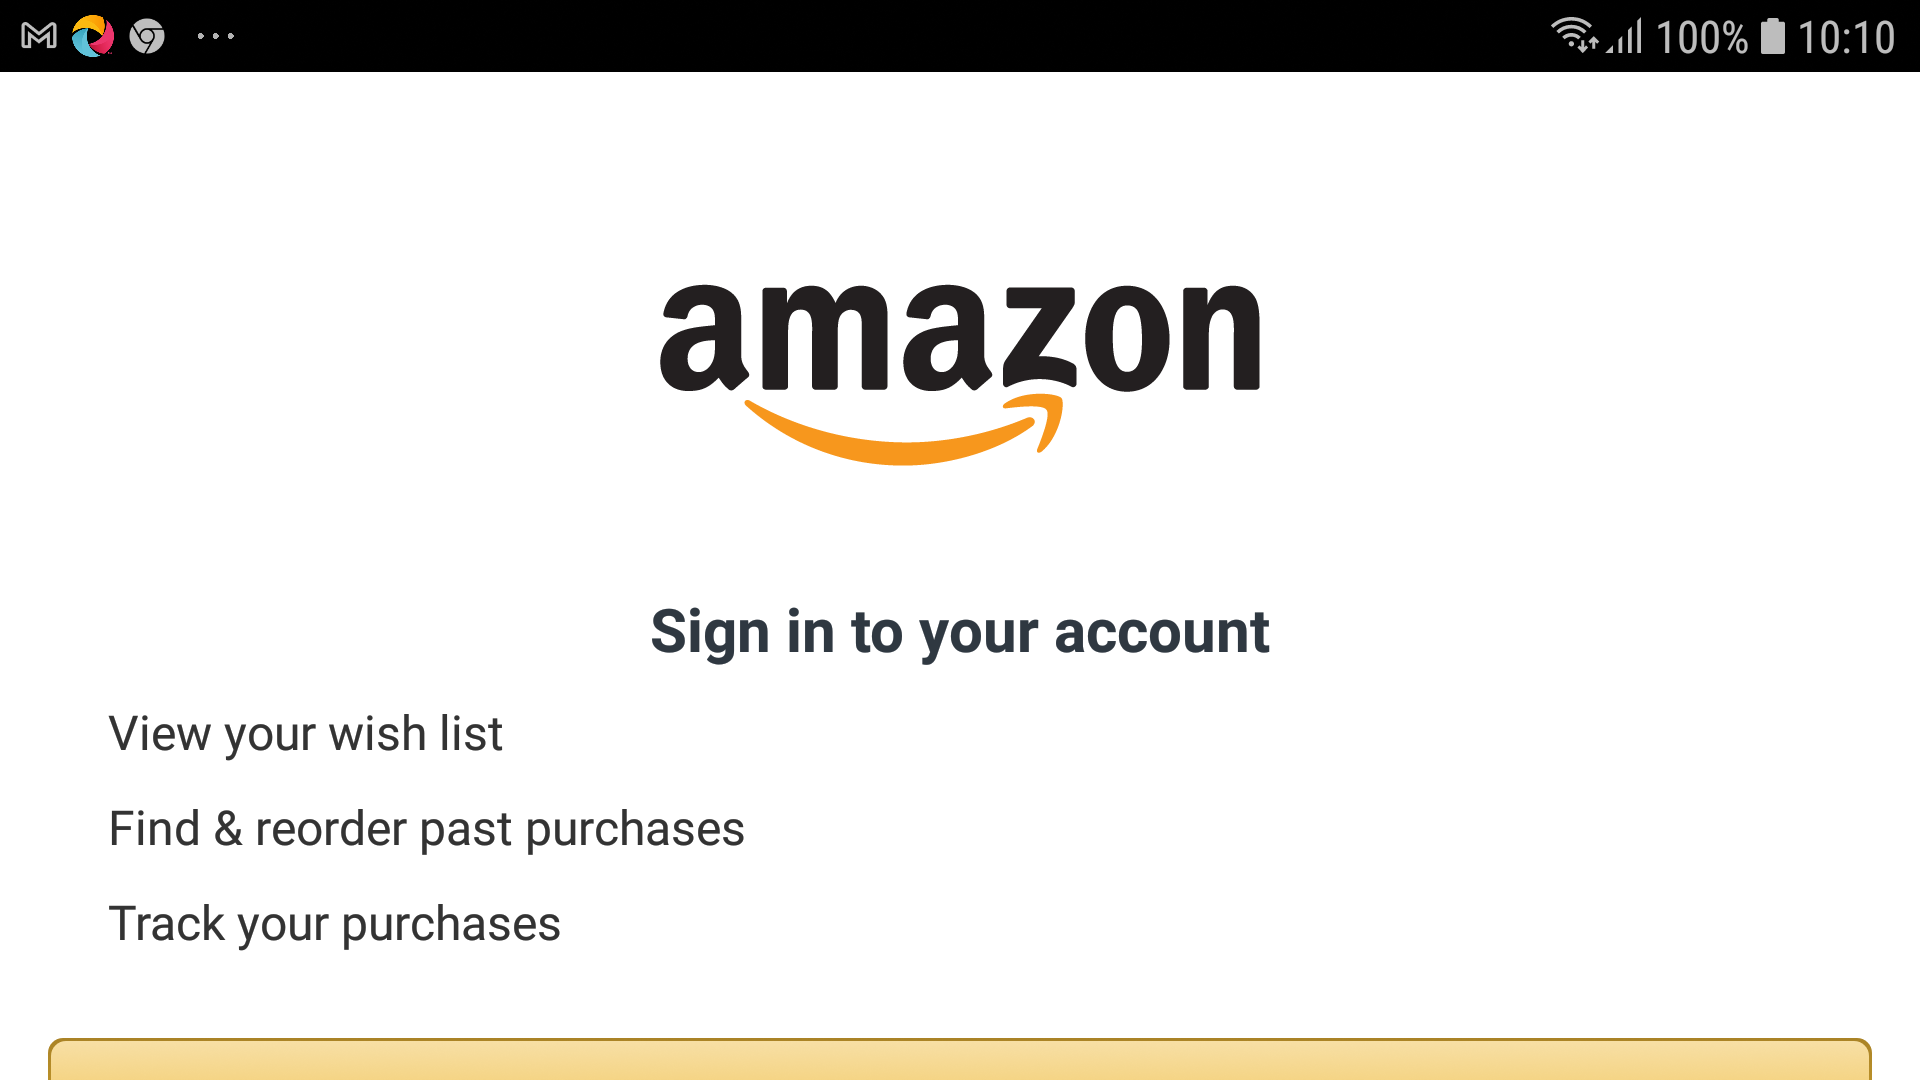 100% 10:10
amazon
Sign in to your account
View your wish list
Find & reorder past purchases
Track your purchases